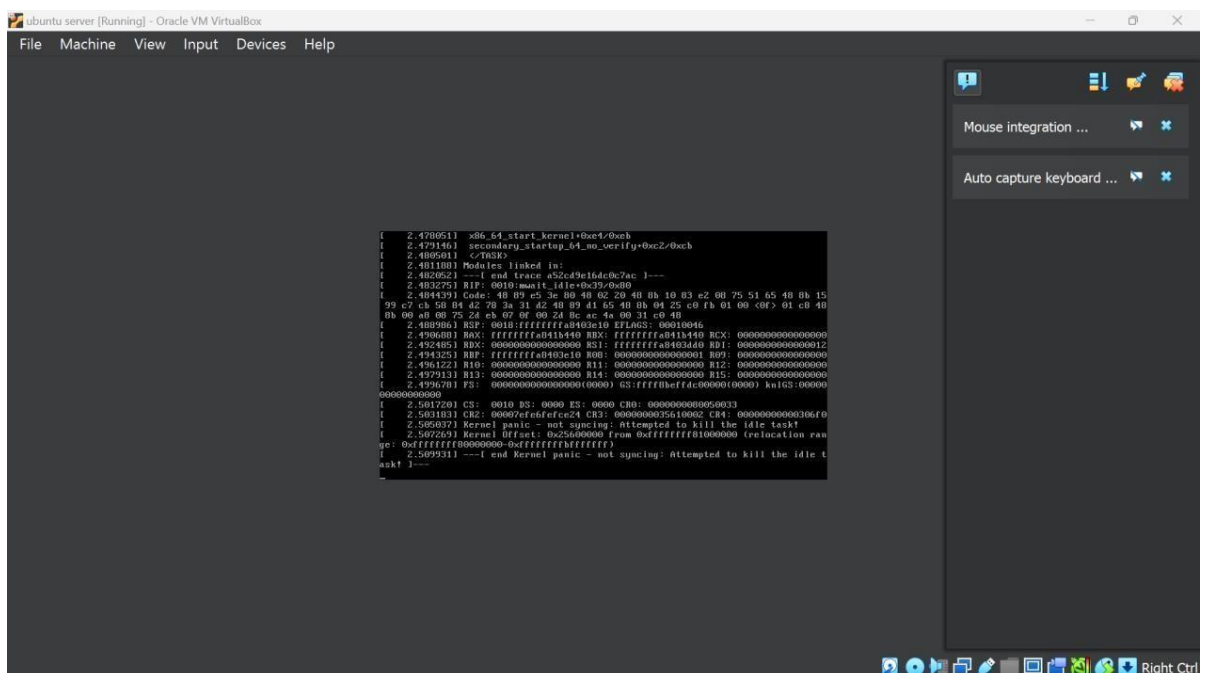 ubuntu server [Running] - Oracle VM VirtualBox
File Machine View Input Devices Help
Mouse integration ...
Auto capture keyboard ...
[ 2.478051] x86_64_start_kernel+0xe4/0xeb
[ 2.479146] secondary_startup_64_no_verify+0xc2/0xcb
[ 2.480501] </TASK>
[ 2.481188] Modules linked in:
[ 2.482052] ---[ end trace a52cd9e16dc0c7ac ]---
[ 2.483275] RIP: 0010:mwait_idle+0x39/0x80
[ 2.484439] Code: 48 89 e5 3e 80 48 02 20 48 8b 10 83 e2 08 75 51 65 48 8b 15
99 c7 cb 58 84 d2 78 3a 31 d2 48 89 d1 65 48 8b 04 25 c0 fb 01 00 <0f> 01 c8 48
8b 00 a8 08 75 2d eb 07 0f 00 2d 8c ac 4a 00 31 c0 48
[ 2.488986] RSP: 0018:ffffffffa8403e10 EFLAGS: 00010046
[ 2.490688] RAX: ffffffffa841b440 RBX: ffffffffa841b440 RCX: 0000000000000000
[ 2.492485] RDX: 0000000000000000 RSI: ffffffffa8403dd0 RDI: 0000000000000012
[ 2.494325] RBP: ffffffffa8403e10 R08: 0000000000000001 R09: 0000000000000000
[ 2.496122] R10: 0000000000000000 R11: 0000000000000000 R12: 0000000000000000
[ 2.497913] R13: 0000000000000000 R14: 0000000000000000 R15: 0000000000000000
[ 2.499678] FS: 0000000000000000(0000) GS:ffff8beffdc00000(0000) knlGS:00000
00000000000
[ 2.501720] CS: 0010 DS: 0000 ES: 0000 CR0: 0000000080050033
[ 2.503183] CR2: 00007efe6fefce24 CR3: 0000000035610002 CR4: 00000000000306f0
[ 2.505037] Kernel panic - not syncing: Attempted to kill the idle task!
[ 2.507269] Kernel Offset: 0x25600000 from 0xffffffff81000000 (relocation ran
ge: 0xffffffff80000000-0xffffffffbfffffff)
[ 2.509931] ---[ end Kernel panic - not syncing: Attempted to kill the idle t
ask! ]---
Right Ctrl